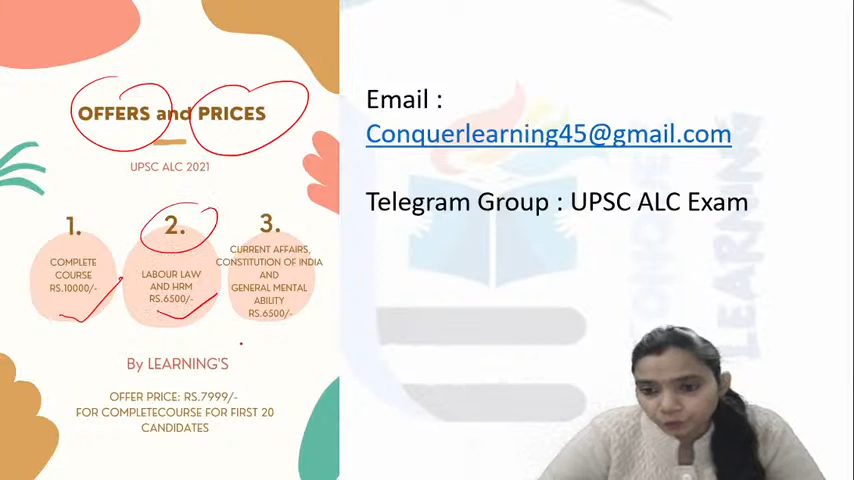 OFFERS and PRICES
UPSC ALC 2021
1.
COMPLETE
COURSE
RS.10000/-
2.
LABOUR LAW
AND HRM
RS.6500/-
3.
CURRENT AFFAIRS,
CONSTITUTION OF INDIA
AND
GENERAL MENTAL
ABILITY
RS.6500/-
By LEARNING'S
OFFER PRICE: RS.7999/-
FOR COMPLETECOURSE FOR FIRST 20
CANDIDATES
Email :
Conquerlearning45@gmail.com
Telegram Group : UPSC ALC Exam
LEARNING